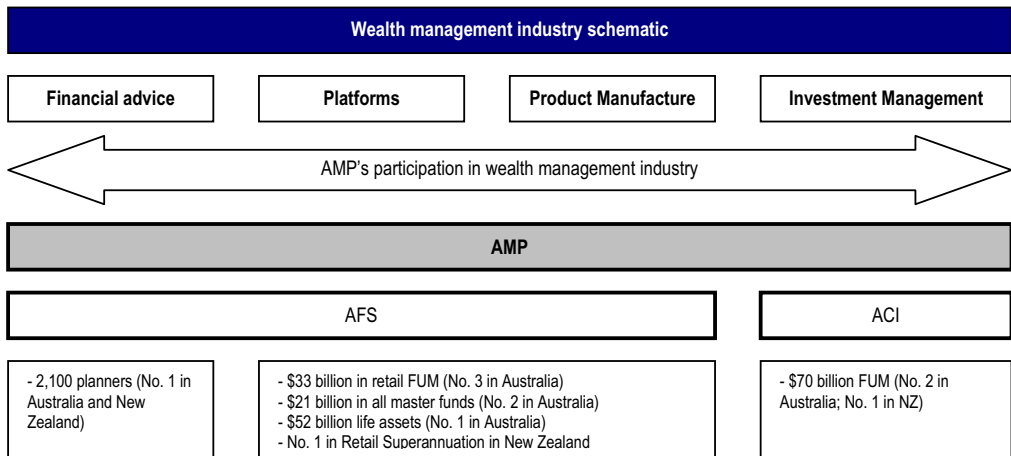 Wealth management industry schematic
Financial advice
Platforms
Product Manufacture
Investment Management
AMP's participation in wealth management industry
AMP
AFS
ACI
- 2,100 planners (No. 1 in
Australia and New
Zealand)
- $33 billion in retail FUM (No. 3 in Australia)
- $21 billion in all master funds (No. 2 in Australia)
- $52 billion life assets (No. 1 in Australia)
- No. 1 in Retail Superannuation in New Zealand
- $70 billion FUM (No. 2 in
Australia; No. 1 in NZ)